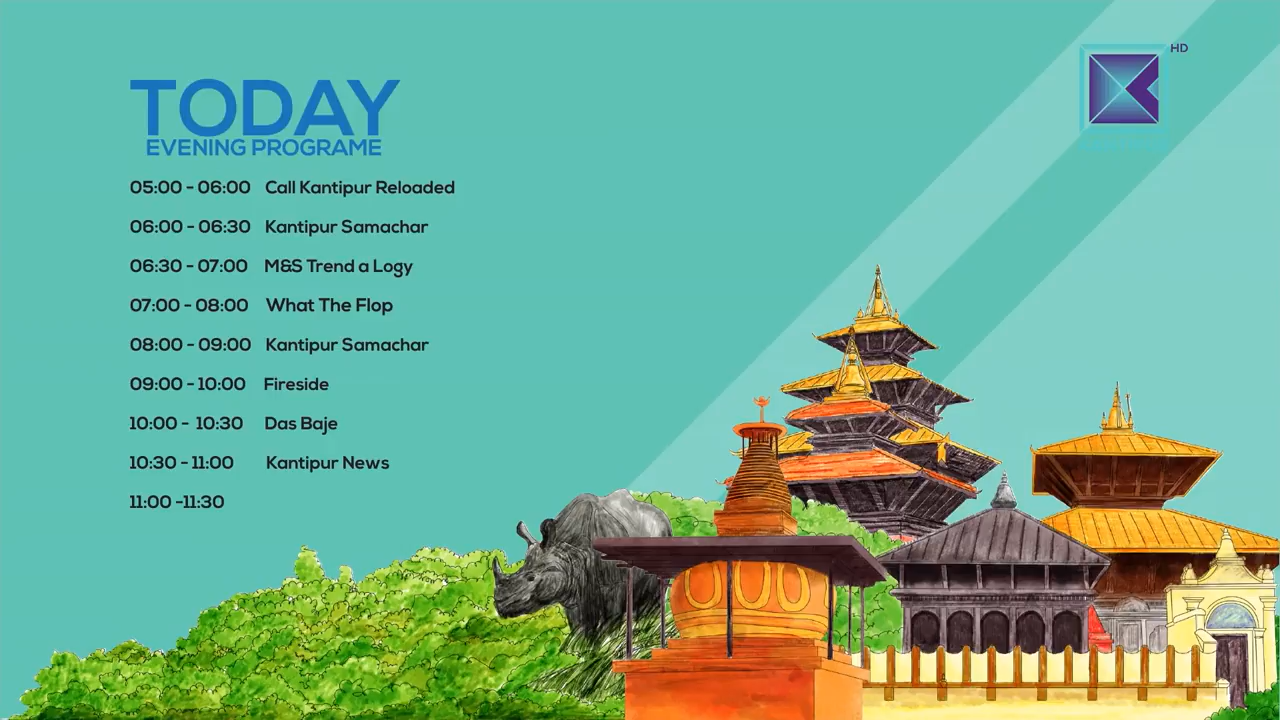 HD
TODAY
EVENING PROGRAME
05:00 - 06:00 Call Kantipur Reloaded
06:00 - 06:30 Kantipur Samachar
06:30 - 07:00 M&S Trend a Logy
07:00 - 08:00 What The Flop
08:00 - 09:00 Kantipur Samachar
09:00 - 10:00 Fireside
10:00 - 10:30 Das Baje
10:30 - 11:00 Kantipur News
11:00 -11:30